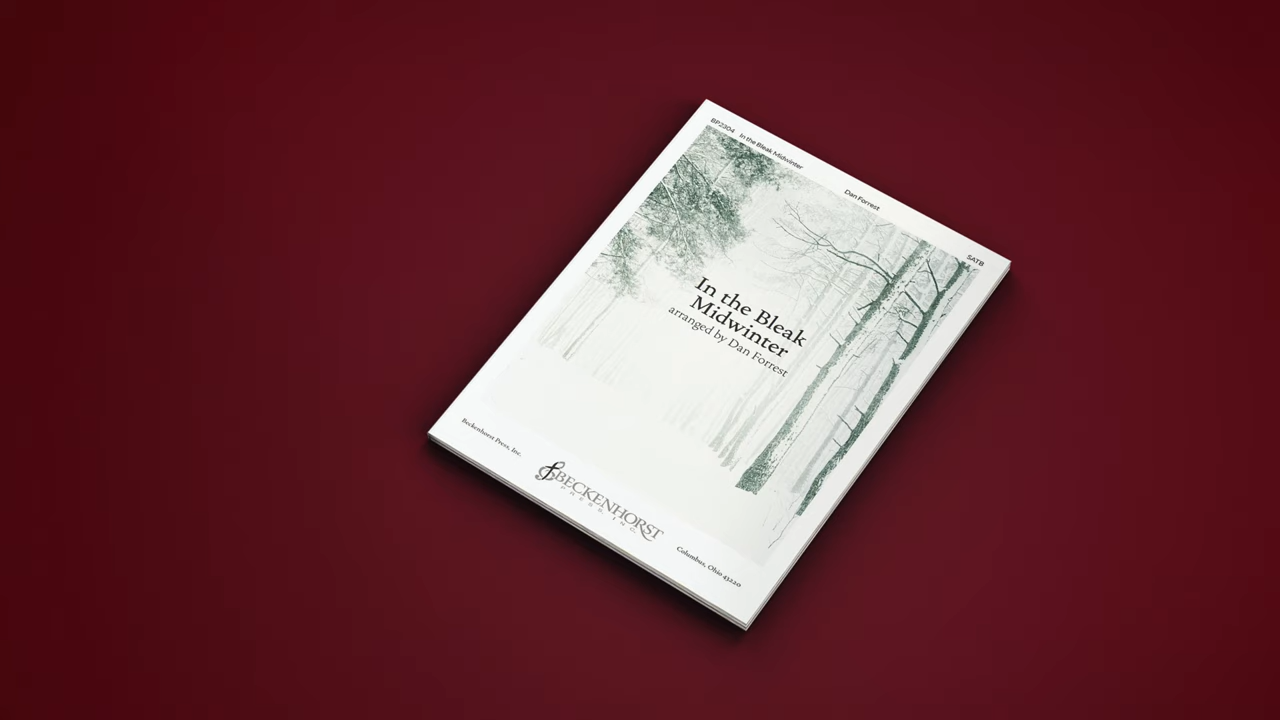 BP2304 In the Bleak Midwinter
Dan Forrest
SATB
In the Bleak
Midwinter
arranged by Dan Forrest
Beckenhorst Press, Inc.
BECKENHORST
PRESS, INC.
Columbus, Ohio 43220